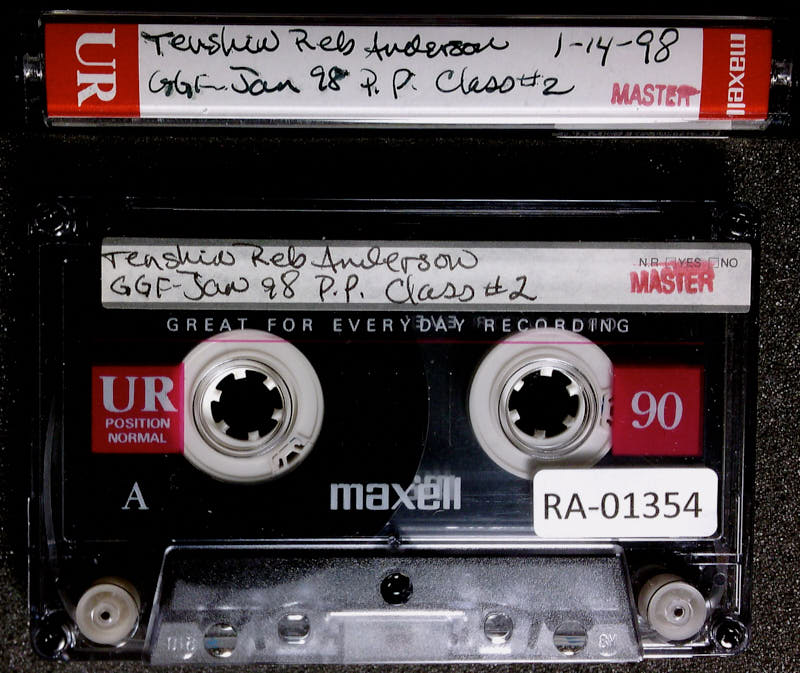 UR
Tenshin Reb Anderson 1-14-98
GGF-Jan 98 P.P. Class #2
MASTER
maxell
Tenshin Reb Anderson
GGF-Jan 98 P.P. Class #2
N.R. YES NO
MASTER
GREAT FOR EVERYDAY RECORDING
UR
POSITION
NORMAL
90
A
maxell
RA-01354